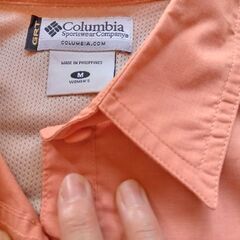 GRT
Columbia
Sportswear Company
COLUMBIA.COM
MADE IN PHILIPPINES
M
WOMEN'S